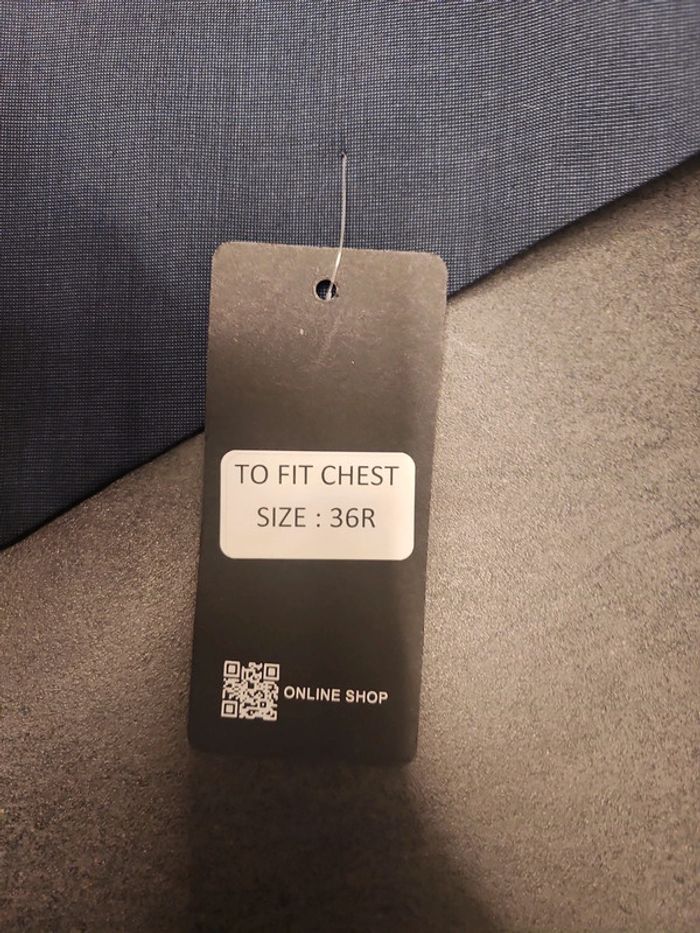 TO FIT CHEST
SIZE : 36R
ONLINE SHOP